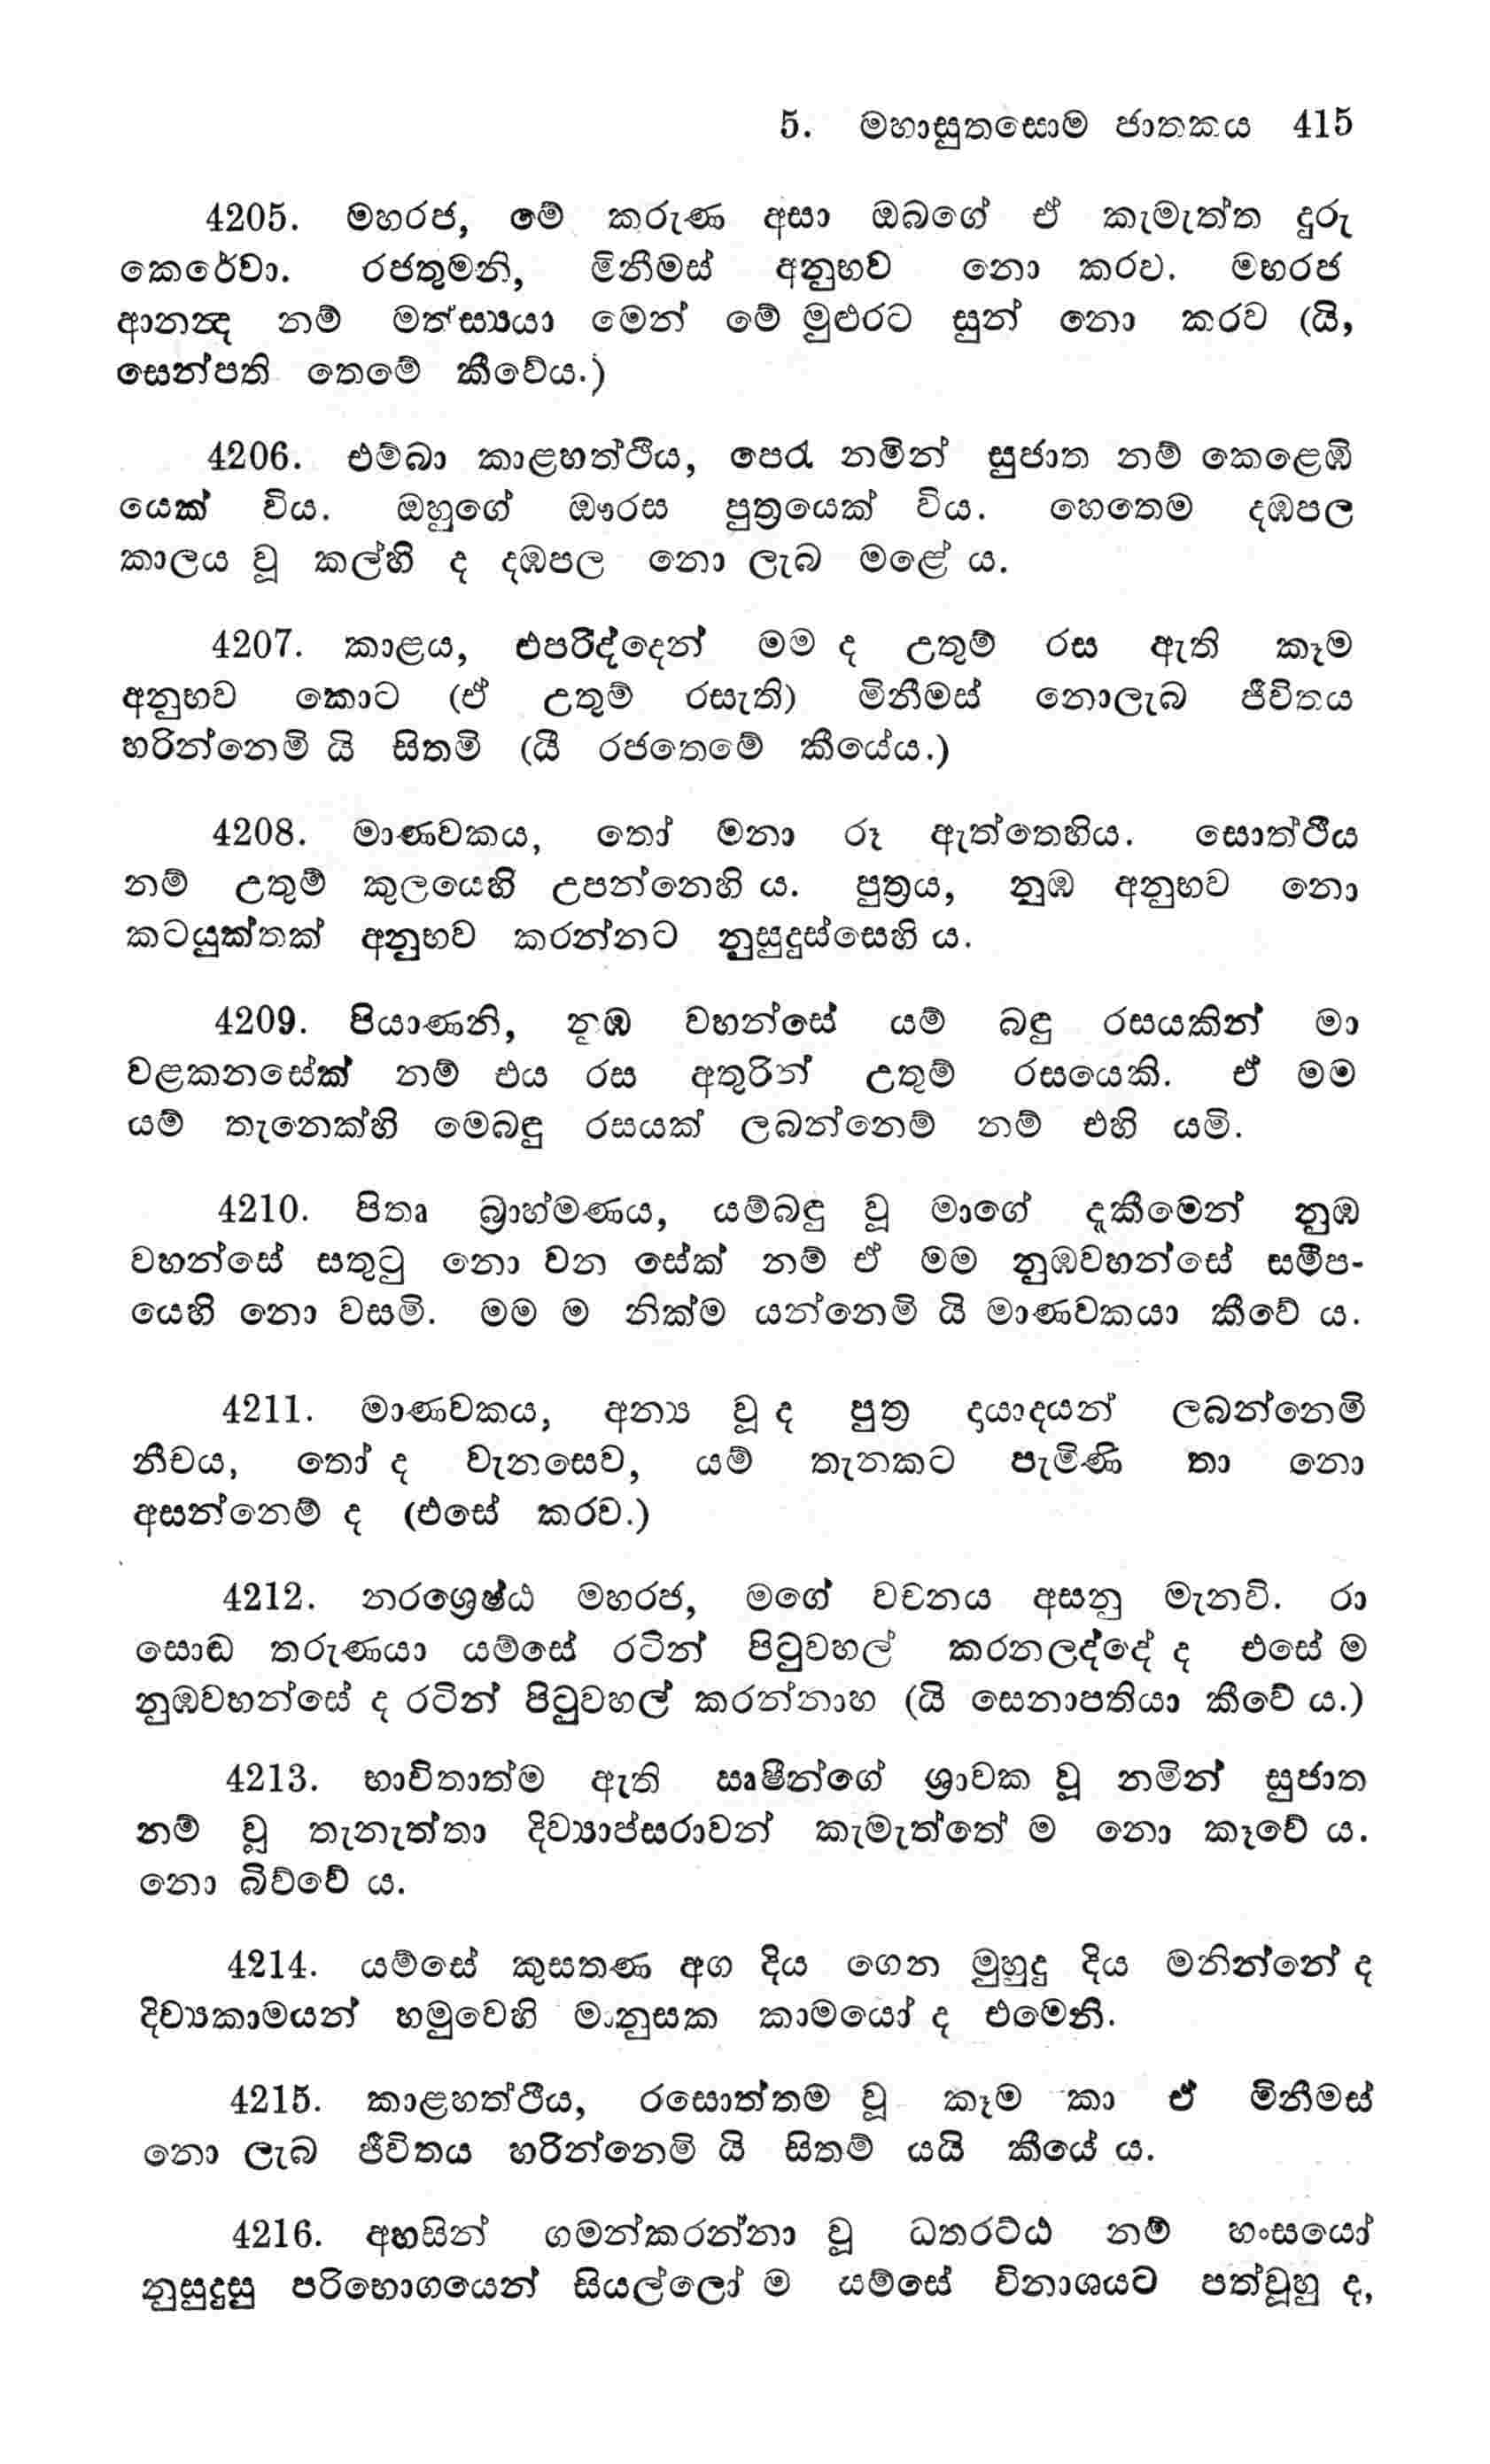 5. මහාසුතසොම ජාතකය 415
4205. මහරජ, මේ කරුණ අසා ඔබගේ ඒ කැමැත්ත දුරු
කෙරේවා. රජතුමනි, මිනීමස් අනුභව නො කරව. මහරජ
ආනන්‍ද නම් මත්ස්‍යයා මෙන් මේ මුළුරට සුන් නො කරව (යි,
සෙන්පති තෙමේ කීවේය.)
4206. එම්බා කාළහත්ථිය, පෙරැ නමින් සුජාත නම් කෙළෙඹි
යෙක් විය. ඔහුගේ ඖරස පුත්‍රයෙක් විය. හෙතෙම දඹපල
කාලය වූ කල්හි ද දඹපල නො ලැබ මළේ ය.
4207. කාළය, එපරිද්දෙන් මම ද උතුම් රස ඇති කෑම
අනුභව කොට (ඒ උතුම් රසැති) මිනීමස් නොලැබ ජීවිතය
හරින්නෙමි යි සිතමි (යී රජතෙමේ කීයේය.)
4208. මාණවකය, තෝ මනා රූ ඇත්තෙහිය. සොත්ථිය
නම් උතුම් කුලයෙහි උපන්නෙහි ය. පුත්‍රය, නුඹ අනුභව නො
කටයුක්තක් අනුභව කරන්නට නුසුදුස්සෙහි ය.
4209. පියාණනි, නුඹ වහන්සේ යම් බඳු රසයකින් මා
වළකනසේක් නම් එය රස අතුරින් උතුම් රසයෙකි. ඒ මම
යම් තැනෙක්හි මෙබඳු රසයක් ලබන්නෙම් නම් එහි යමි.
4210. පිතෘ බ්‍රාහ්මණය, යම්බඳු වූ මාගේ දැකීමෙන් නුඹ
වහන්සේ සතුටු නො වන සේක් නම් ඒ මම නුඹවහන්සේ සමීප-
යෙහි නො වසමි. මම ම නික්ම යන්නෙමි යි මාණවකයා කීවේ ය.
4211. මාණවකය, අන්‍ය වූ ද පුත්‍ර දායාදයන් ලබන්නෙමි
නීචය, තෝ ද වැනසෙව, යම් තැනකට පැමිණි තා නො
අසන්නෙම් ද (එසේ කරව.)
4212. නරශ්‍රෙෂ්ඨ මහරජ, මගේ වචනය අසනු මැනවි. රා
සොඬ තරුණයා යම්සේ රටින් පිටුවහල් කරනලද්දේ ද එසේ ම
නුඹවහන්සේ ද රටින් පිටුවහල් කරන්නාහ (යි සෙනාපතියා කීවේ ය.)
4213. භාවිතාත්ම ඇති ඍෂීන්ගේ ශ්‍රාවක වූ නමින් සුජාත
නම් වූ තැනැත්තා දිව්‍යාප්සරාවන් කැමැත්තේ ම නො කෑවේ ය.
නො බිව්වේ ය.
4214. යම්සේ කුසතණ අග දිය ගෙන මුහුදු දිය මනින්නේ ද
දිව්‍යකාමයන් හමුවෙහි මානුසක කාමයෝ ද එමෙනි.
4215. කාළහත්ථිය, රසොත්තම වූ කෑම කා ඒ මිනීමස්
නො ලැබ ජීවිතය හරින්නෙමි යි සිතම් යයි කීයේ ය.
4216. අහසින් ගමන්කරන්නා වූ ධතරට්ඨ නම් හංසයෝ
නුසුදුසු පරිභොගයෙන් සියල්ලෝ ම යම්සේ විනාශයට පත්වූහු ද,